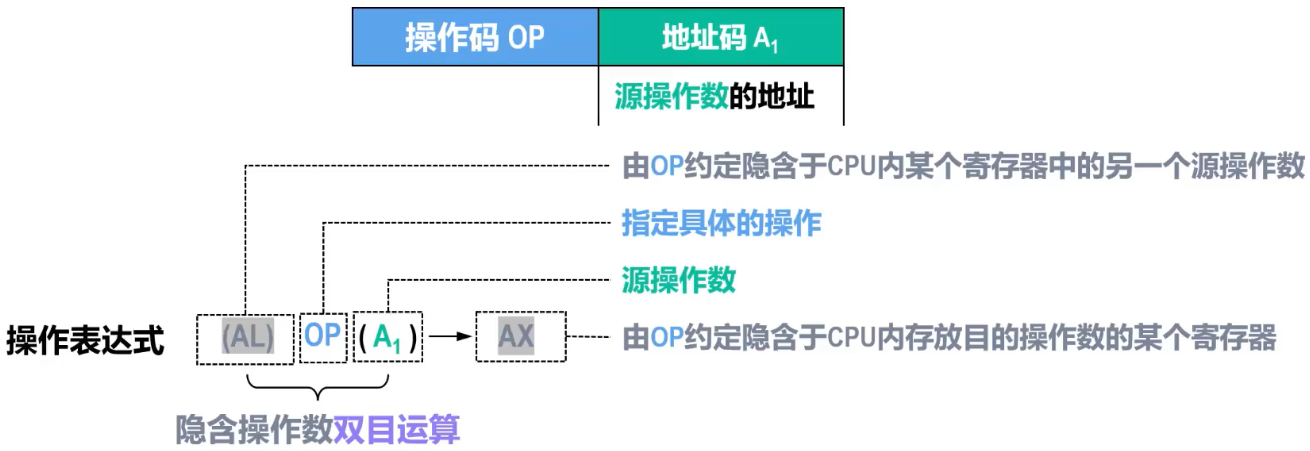 操作码 OP 地址码 A₁
源操作数的地址
由OP约定隐含于CPU内某个寄存器中的另一个源操作数
指定具体的操作
源操作数
操作表达式 (AL) OP (A₁) → AX 由OP约定隐含于CPU内存放目的操作数的某个寄存器
隐含操作数双目运算